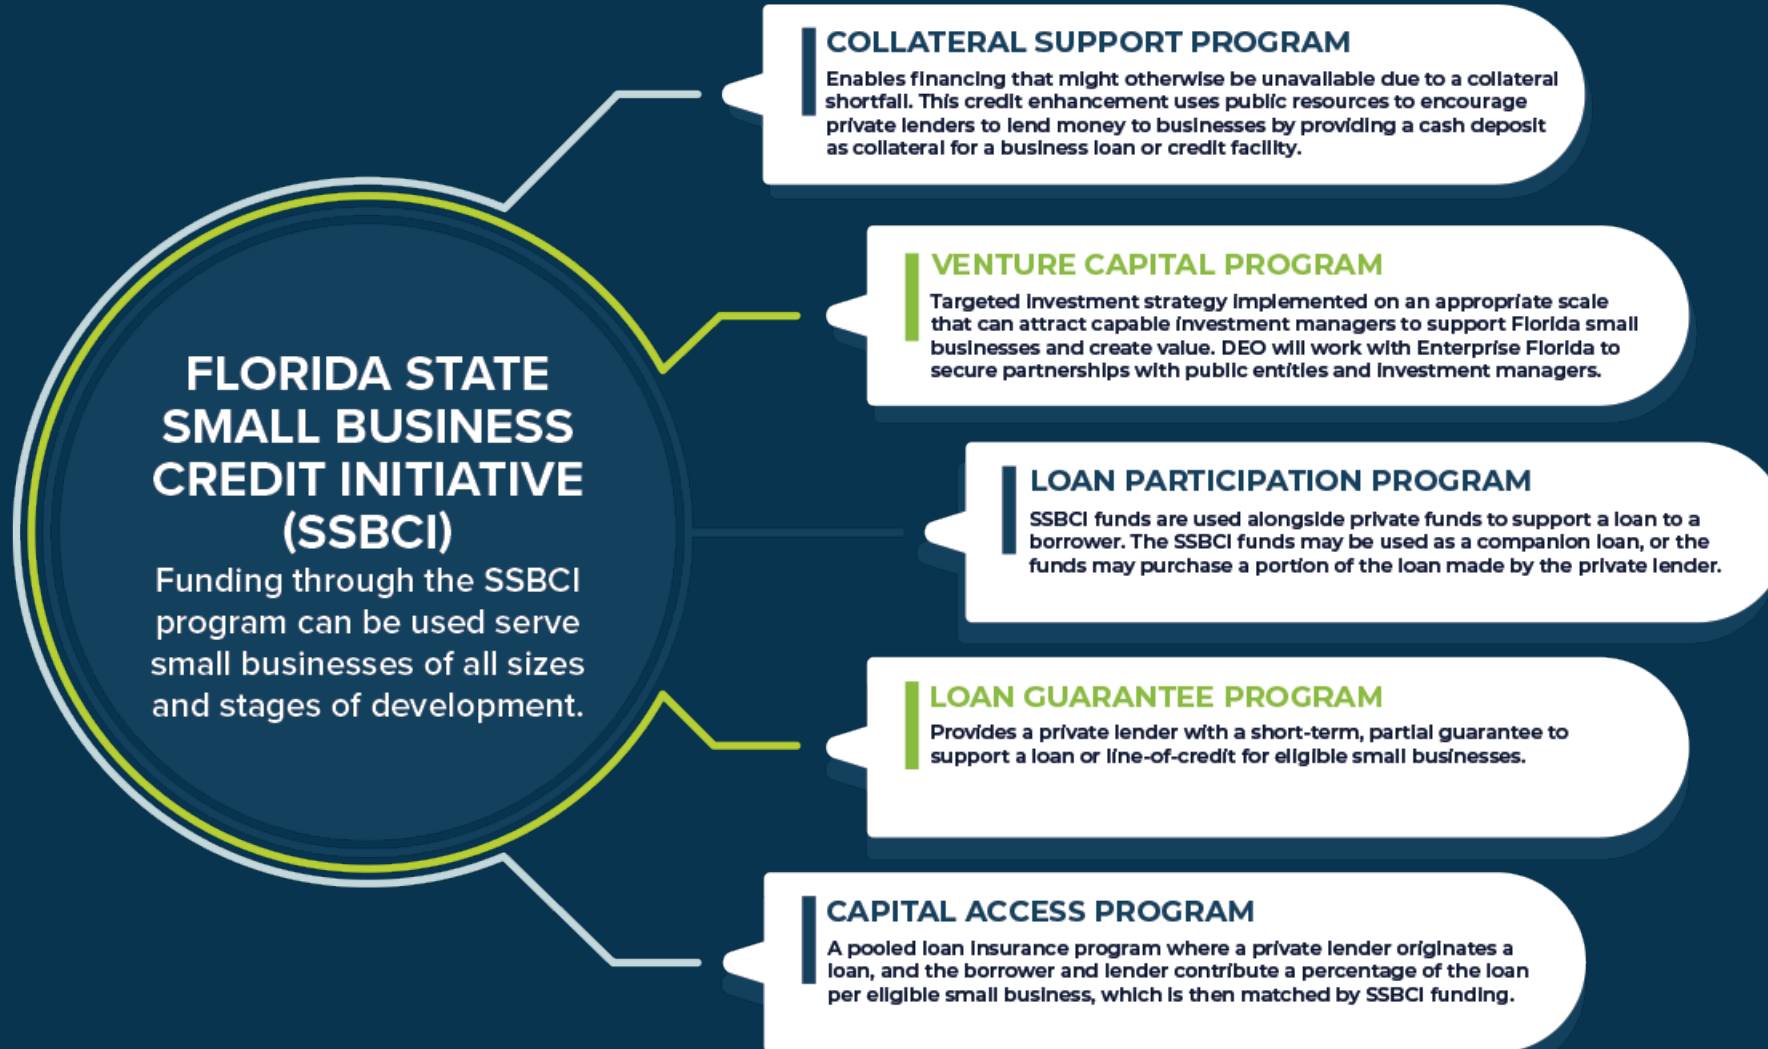 FLORIDA STATE
SMALL BUSINESS
CREDIT INITIATIVE
(SSBCI)
Funding through the SSBCI
program can be used serve
small businesses of all sizes
and stages of development.
COLLATERAL SUPPORT PROGRAM
Enables financing that might otherwise be unavailable due to a collateral
shortfall. This credit enhancement uses public resources to encourage
private lenders to lend money to businesses by providing a cash deposit
as collateral for a business loan or credit facility.
VENTURE CAPITAL PROGRAM
Targeted investment strategy implemented on an appropriate scale
that can attract capable investment managers to support Florida small
businesses and create value. DEO will work with Enterprise Florida to
secure partnerships with public entities and investment managers.
LOAN PARTICIPATION PROGRAM
SSBCI funds are used alongside private funds to support a loan to a
borrower. The SSBCI funds may be used as a companion loan, or the
funds may purchase a portion of the loan made by the private lender.
LOAN GUARANTEE PROGRAM
Provides a private lender with a short-term, partial guarantee to
support a loan or line-of-credit for eligible small businesses.
CAPITAL ACCESS PROGRAM
A pooled loan insurance program where a private lender originates a
loan, and the borrower and lender contribute a percentage of the loan
per eligible small business, which is then matched by SSBCI funding.